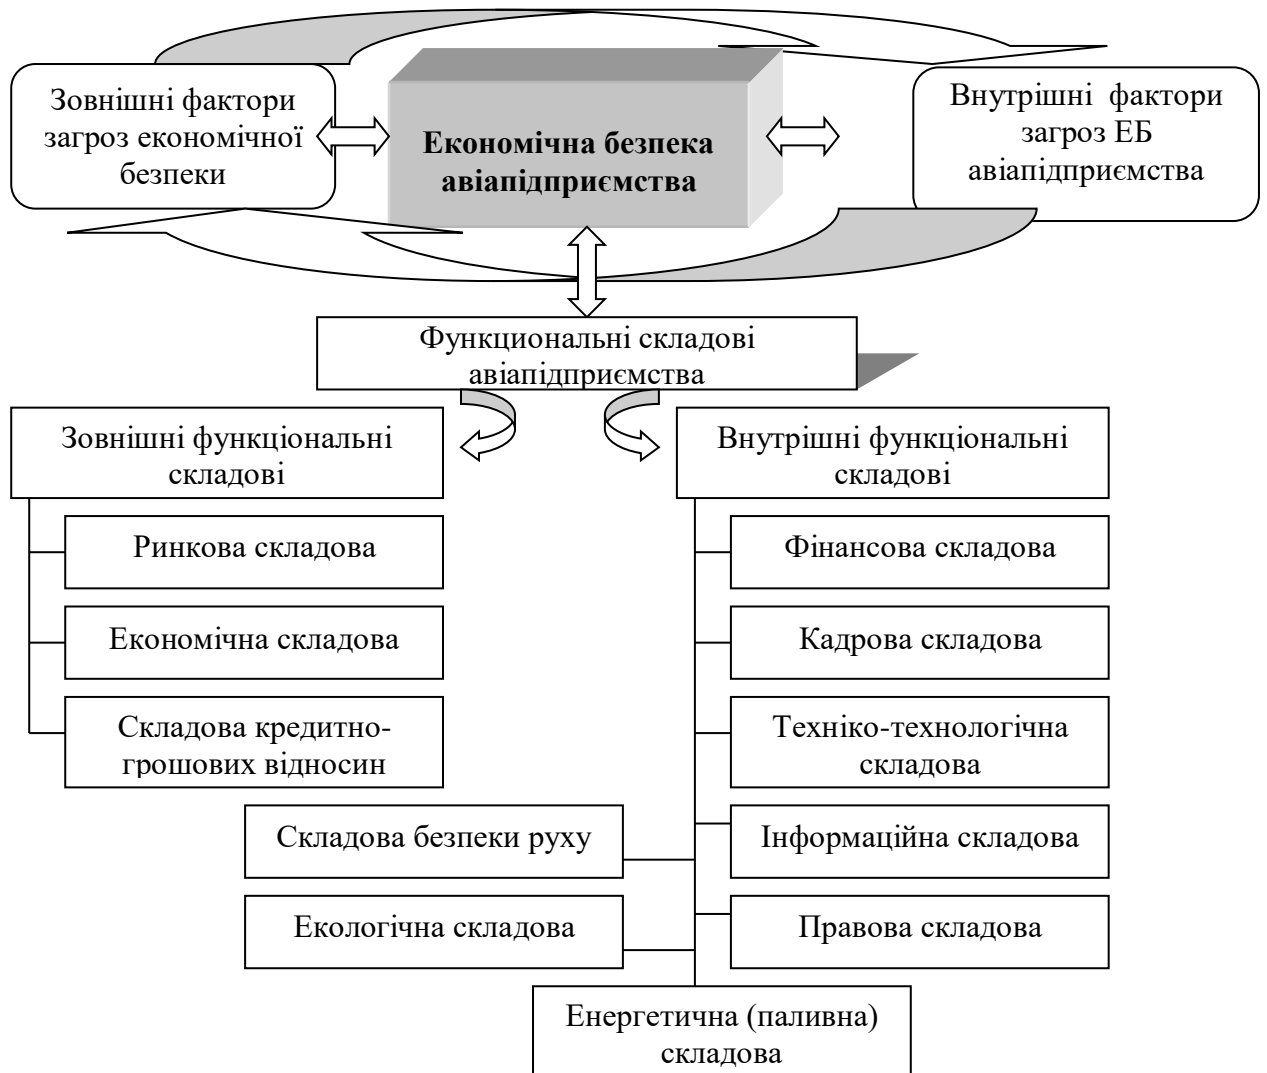 Зовнішні фактори
загроз економічної
безпеки
Економічна безпека
авіапідприємства
Внутрішні фактори
загроз ЕБ
авіапідприємства
Функциональні складові
авіапідприємства
Зовнішні функціональні
складові
Внутрішні функціональні
складові
Ринкова складова
Економічна складова
Складова кредитно-
грошових відносин
Фінансова складова
Кадрова складова
Техніко-технологічна
складова
Складова безпеки руху
Інформаційна складова
Екологічна складова
Правова складова
Енергетична (паливна)
складова